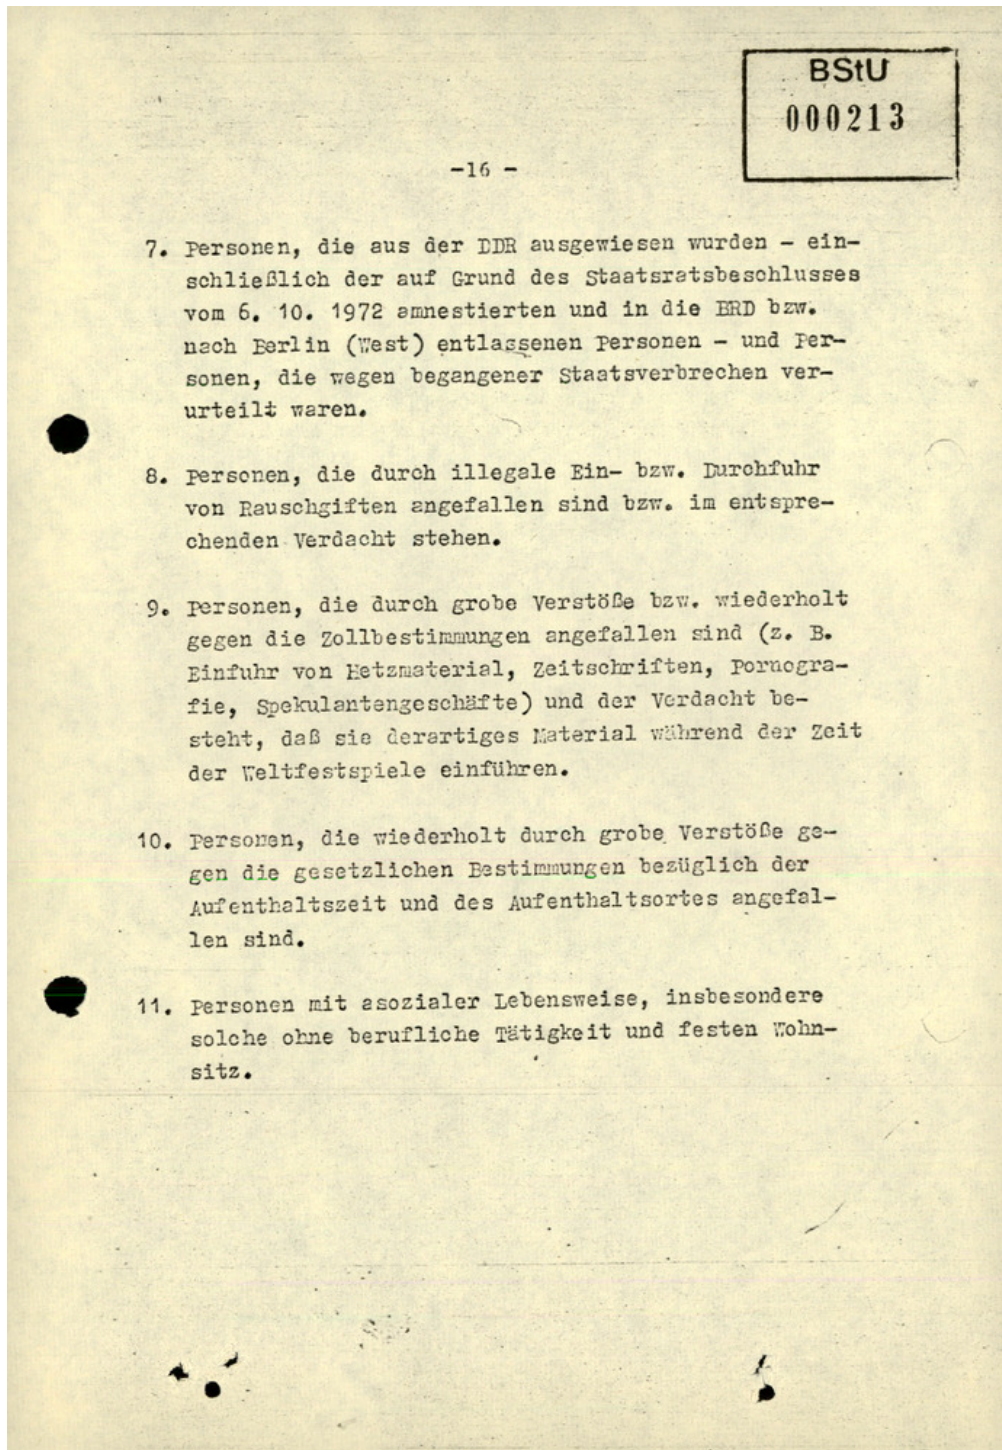 BStU
000213
-16 -
7. Personen, die aus der DDR ausgewiesen wurden - ein-
schließlich der auf Grund des Staatsratsbeschlusses
vom 6. 10. 1972 amnestierten und in die BRD bzw.
nach Berlin (West) entlassenen Personen - und Per-
sonen, die wegen begangener Staatsverbrechen ver-
urteilt waren.
8. Personen, die durch illegale Ein- bzw. Durchfuhr
von Rauschgiften angefallen sind bzw. im entspre-
chenden Verdacht stehen.
9. Personen, die durch grobe Verstöße bzw. wiederholt
gegen die Zollbestimmungen angefallen sind (z. B.
Einfuhr von Hetzmaterial, Zeitschriften, Pornogra-
fie, Spekulantengeschäfte) und der Verdacht be-
steht, daß sie derartiges Material während der Zeit
der Weltfestspiele einführen.
10. Personen, die wiederholt durch grobe Verstöße ge-
gen die gesetzlichen Bestimmungen bezüglich der
Aufenthaltszeit und des Aufenthaltsortes angefal-
len sind.
11. Personen mit asozialer Lebensweise, insbesondere
solche ohne berufliche Tätigkeit und festen Wohn-
sitz.